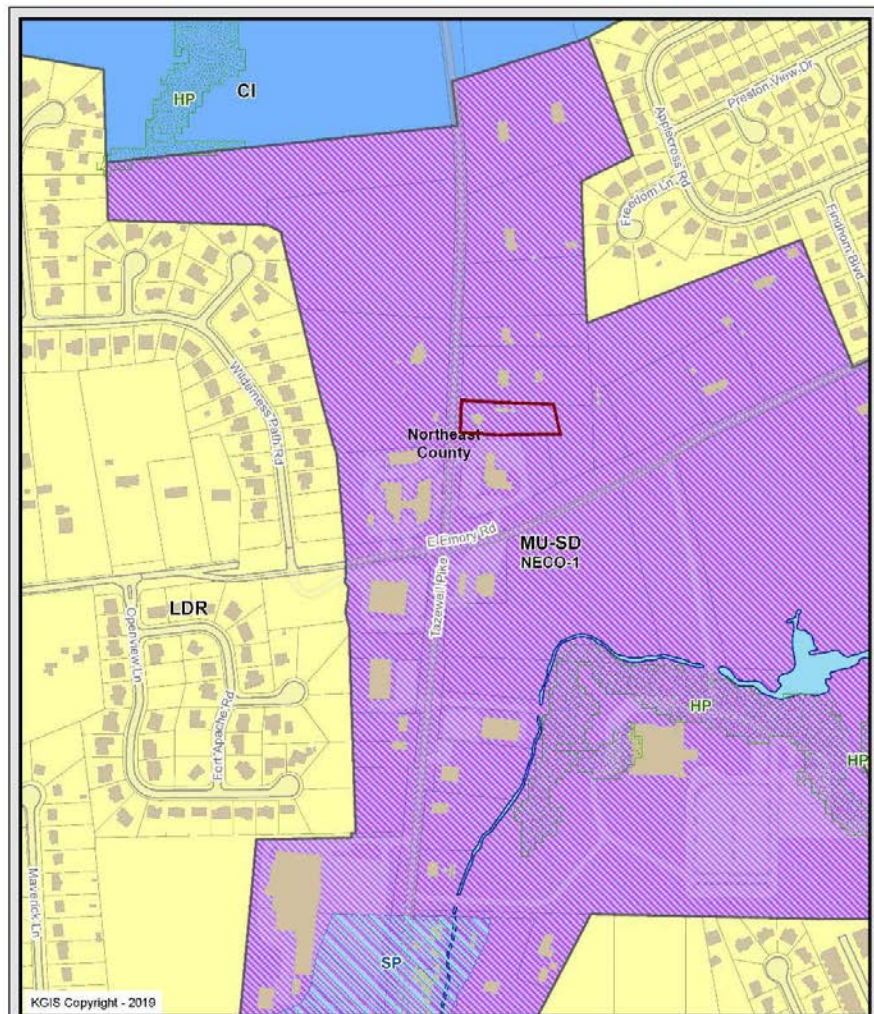 HP
CI
Preston View Dr
Applecross Rd
Freedom Ln
Findhorn Blvd
Wilderness Path Rd
Northeast
County
E Emory Rd
MU-SD
NECO-1
Tazewell Pike
LDR
Openview Ln
Fort Apache Rd
HP
HP
Maverick Ln
SP
KGIS Copyright - 2019